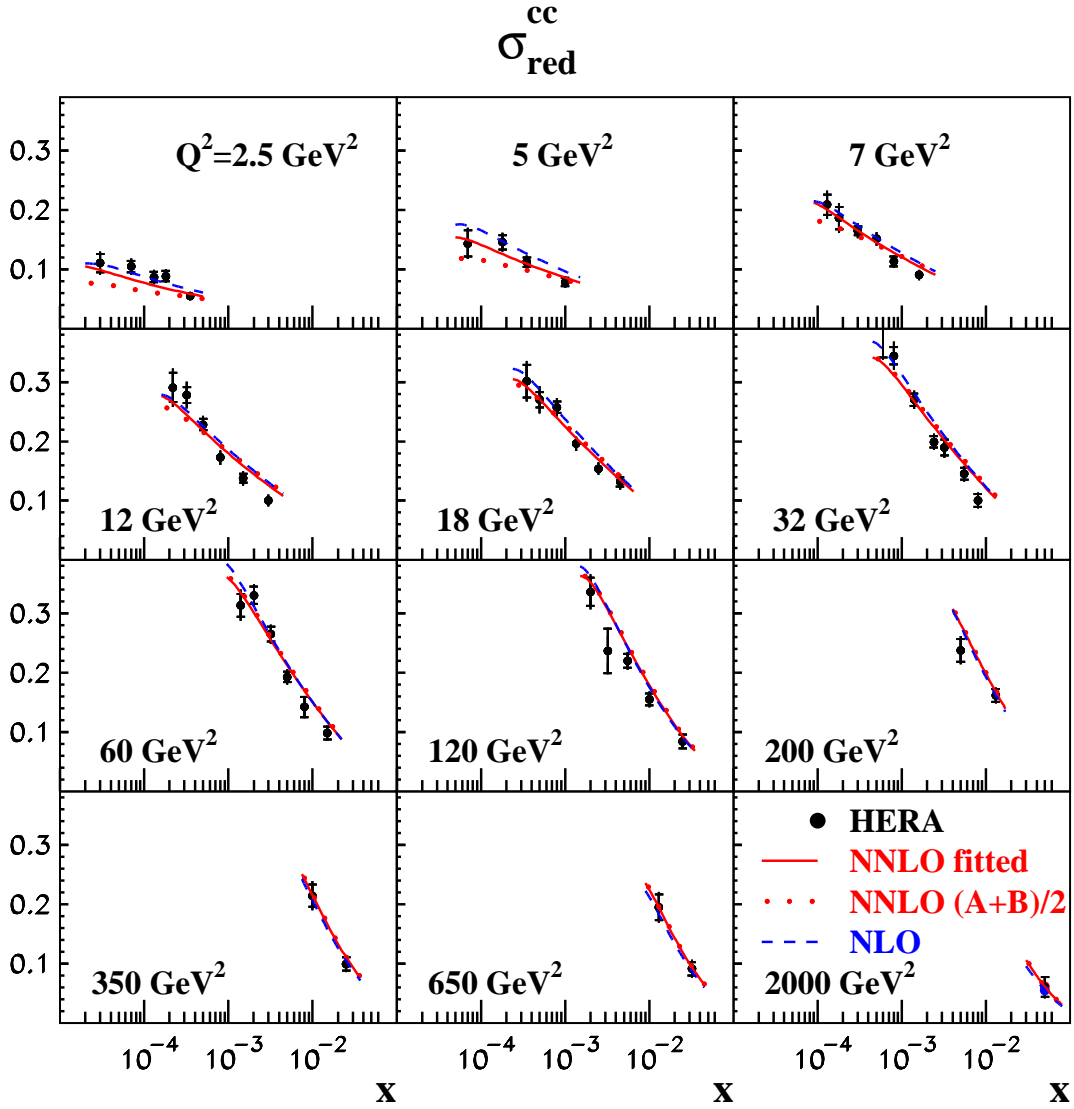 σ_red^cc
0.3
0.2
0.1
Q²=2.5 GeV²
5 GeV²
7 GeV²
0.3
0.2
0.1
12 GeV²
18 GeV²
32 GeV²
0.3
0.2
0.1
60 GeV²
120 GeV²
200 GeV²
0.3
0.2
0.1
350 GeV²
650 GeV²
2000 GeV²
HERA
NNLO fitted
NNLO (A+B)/2
NLO
10⁻⁴ 10⁻³ 10⁻²
10⁻⁴ 10⁻³ 10⁻²
10⁻⁴ 10⁻³ 10⁻²
x
x
x